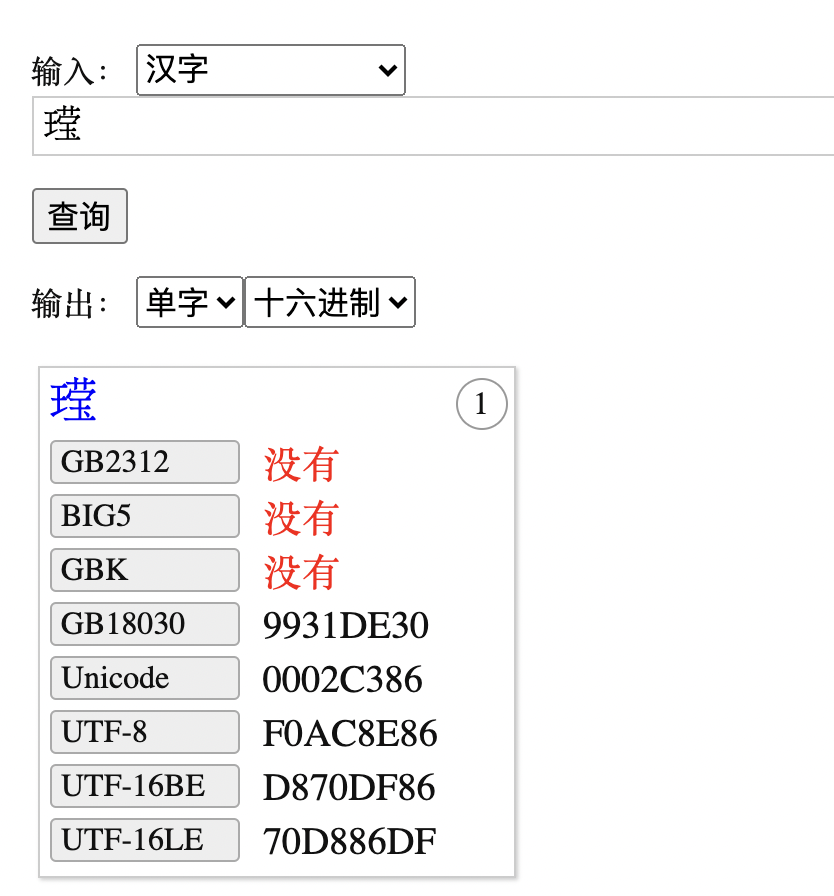 输入： 汉字
𬎆
查询
输出： 单字 十六进制
𬎆 1
GB2312 没有
BIG5 没有
GBK 没有
GB18030 9931DE30
Unicode 0002C386
UTF-8 F0AC8E86
UTF-16BE D870DF86
UTF-16LE 70D886DF